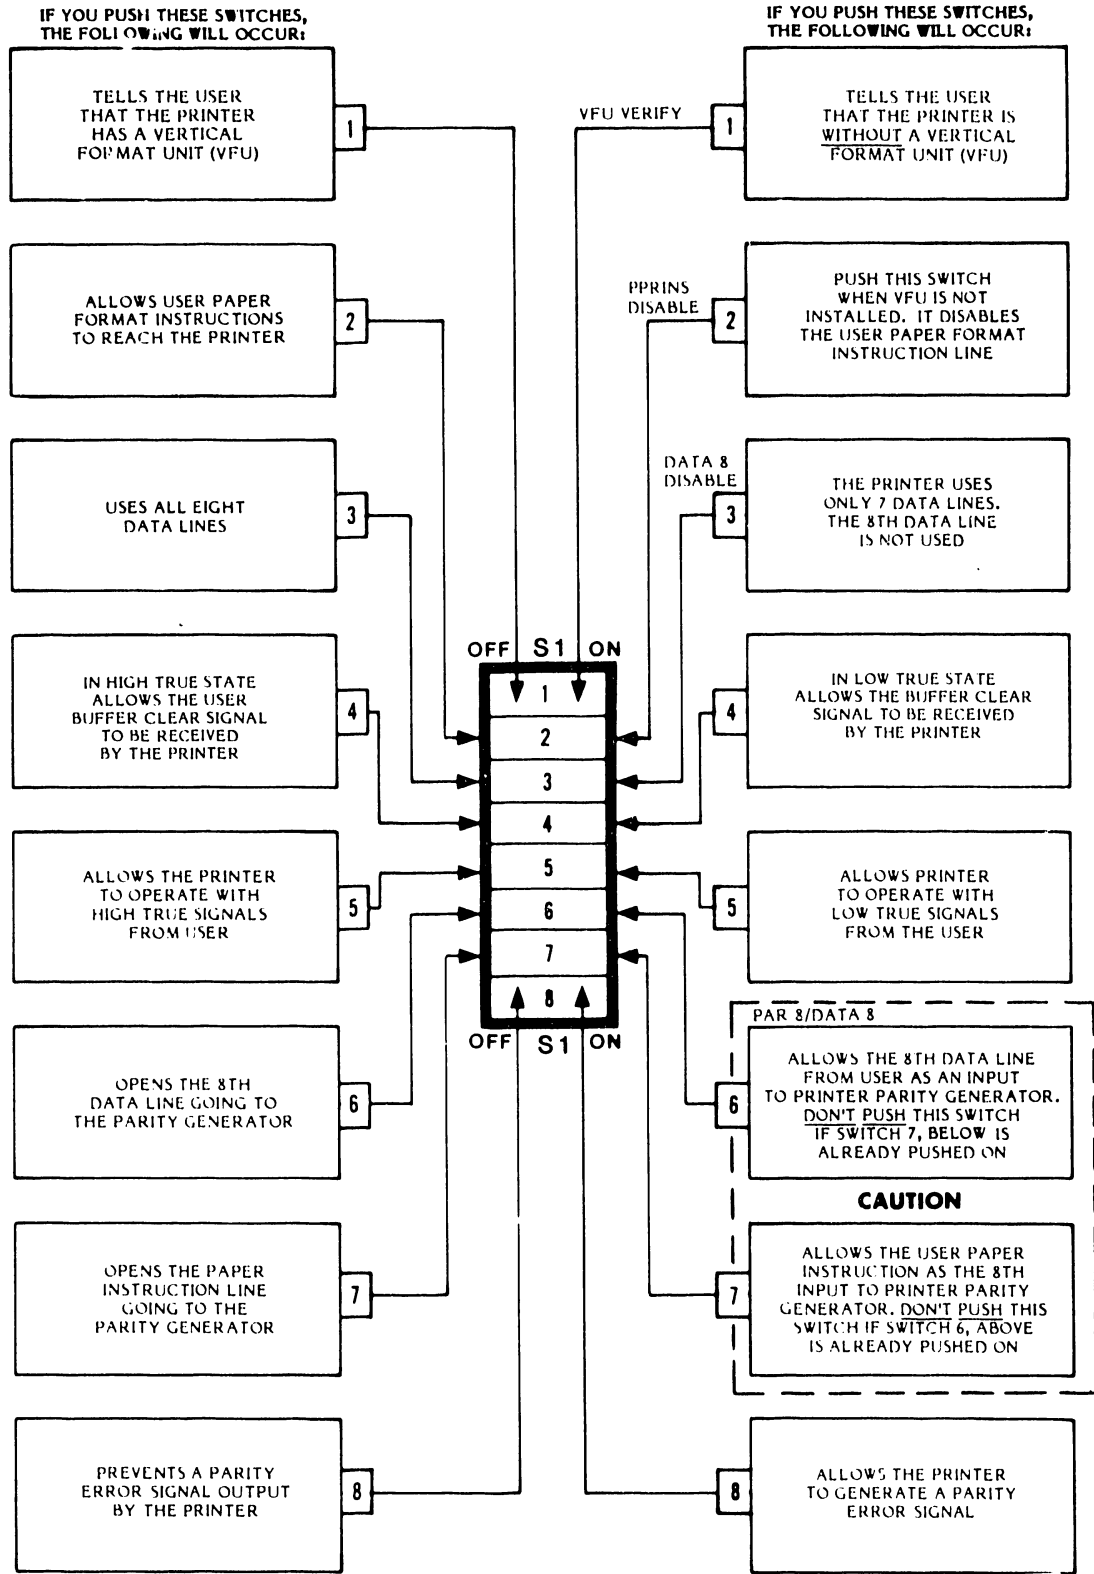 IF YOU PUSH THESE SWITCHES,
THE FOLLOWING WILL OCCUR:
TELLS THE USER
THAT THE PRINTER
HAS A VERTICAL
FORMAT UNIT (VFU)
1
ALLOWS USER PAPER
FORMAT INSTRUCTIONS
TO REACH THE PRINTER
2
USES ALL EIGHT
DATA LINES
3
IN HIGH TRUE STATE
ALLOWS THE USER
BUFFER CLEAR SIGNAL
TO BE RECEIVED
BY THE PRINTER
4
ALLOWS THE PRINTER
TO OPERATE WITH
HIGH TRUE SIGNALS
FROM USER
5
OPENS THE 8TH
DATA LINE GOING TO
THE PARITY GENERATOR
6
OPENS THE PAPER
INSTRUCTION LINE
GOING TO THE
PARITY GENERATOR
7
PREVENTS A PARITY
ERROR SIGNAL OUTPUT
BY THE PRINTER
8
OFF S1 ON
1
2
3
4
5
6
7
8
OFF S1 ON
IF YOU PUSH THESE SWITCHES,
THE FOLLOWING WILL OCCUR:
VFU VERIFY
1
TELLS THE USER
THAT THE PRINTER IS
WITHOUT A VERTICAL
FORMAT UNIT (VFU)
PPRINS
DISABLE
2
PUSH THIS SWITCH
WHEN VFU IS NOT
INSTALLED. IT DISABLES
THE USER PAPER FORMAT
INSTRUCTION LINE
DATA 8
DISABLE
3
THE PRINTER USES
ONLY 7 DATA LINES.
THE 8TH DATA LINE
IS NOT USED
4
IN LOW TRUE STATE
ALLOWS THE BUFFER CLEAR
SIGNAL TO BE RECEIVED
BY THE PRINTER
5
ALLOWS PRINTER
TO OPERATE WITH
LOW TRUE SIGNALS
FROM THE USER
PAR 8/DATA 8
6
ALLOWS THE 8TH DATA LINE
FROM USER AS AN INPUT
TO PRINTER PARITY GENERATOR.
DON'T PUSH THIS SWITCH
IF SWITCH 7, BELOW IS
ALREADY PUSHED ON
CAUTION
7
ALLOWS THE USER PAPER
INSTRUCTION AS THE 8TH
INPUT TO PRINTER PARITY
GENERATOR. DON'T PUSH THIS
SWITCH IF SWITCH 6, ABOVE
IS ALREADY PUSHED ON
8
ALLOWS THE PRINTER
TO GENERATE A PARITY
ERROR SIGNAL